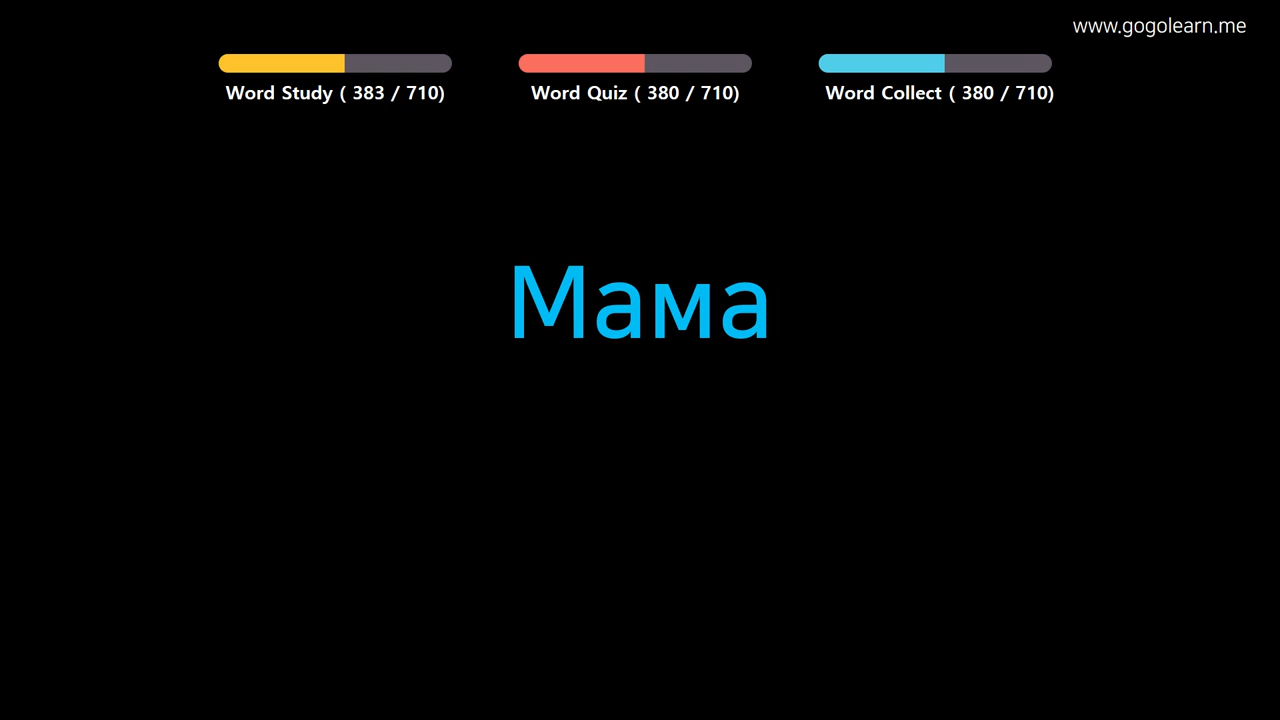 www.gogolearn.me
Word Study ( 383 / 710)
Word Quiz ( 380 / 710)
Word Collect ( 380 / 710)
Мама